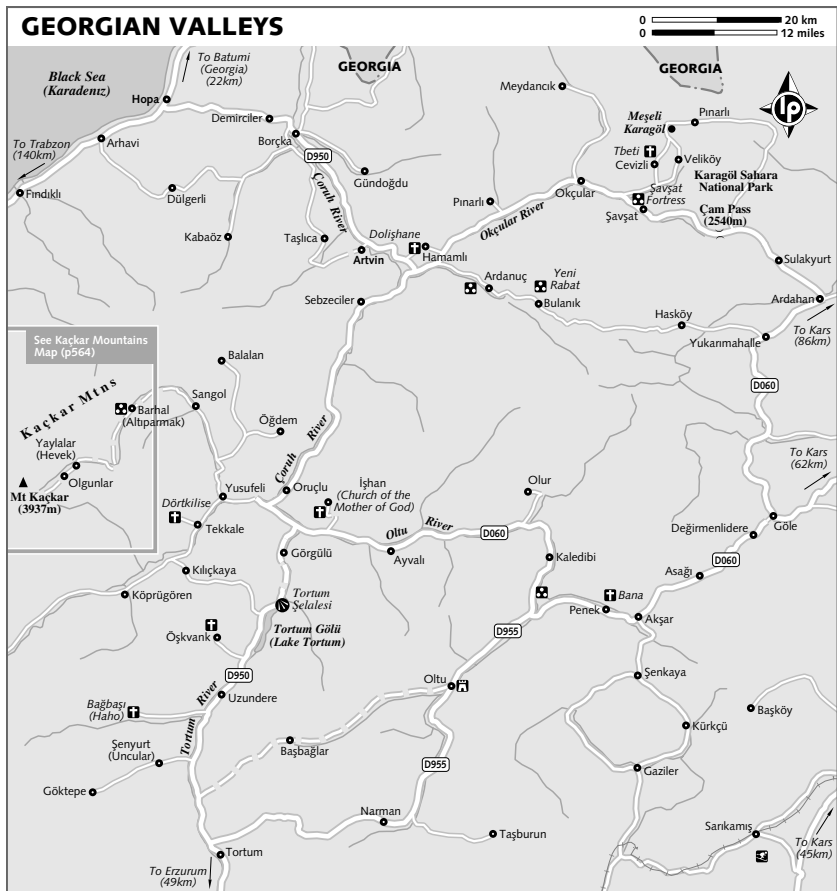 GEORGIAN VALLEYS
0 20 km
0 12 miles
To Batumi
(Georgia)
(22km)
Black Sea
(Karadenız)
GEORGIA
GEORGIA
Hopa
Meydancık
Demirciler
Meşeli
Karagöl
Pınarlı
lp
To Trabzon
(140km)
Arhavi
Borçka
D950
Tbeti
Cevizli
Veliköy
Gündoğdu
Karagöl Sahara
National Park
Fındıklı
Dülgerli
Çoruh River
Pınarlı
Okçular
Şavşat
Fortress
Şavşat
Çam Pass
(2540m)
Okçular River
Kabaöz
Taşlıca
Dolişhane
Artvin
Hamamlı
Sulakyurt
Ardanuç
Yeni
Rabat
Sebzeciler
Bulanık
Ardahan
Hasköy
To Kars
(86km)
Yukarımahalle
See Kaçkar Mountains
Map (p564)
Balalan
D060
Kaçkar Mtns
Sangol
Barhal
(Altıparmak)
Öğdem
Çoruh River
Yaylalar
(Hevek)
To Kars
(62km)
Olgunlar
Mt Kaçkar
(3937m)
Yusufeli
Oruçlu
İşhan
(Church of the
Mother of God)
Olur
Dörtkilise
Tekkale
Oltu River
D060
Göle
Değirmenlidere
Görgülü
Ayvalı
Kaledibi
D060
Kılıçkaya
Asağı
Köprügören
Tortum
Şelalesi
Bana
Penek
Akşar
Öşkvank
Tortum Gölü
(Lake Tortum)
D955
D950
Oltu
Şenkaya
Tortum River
Uzundere
Bağbaşı
(Haho)
Başköy
Kürkçü
Başbağlar
Şenyurt
(Uncular)
D955
Gaziler
Göktepe
Narman
Taşburun
Sarıkamış
To Kars
(45km)
Tortum
To Erzurum
(49km)